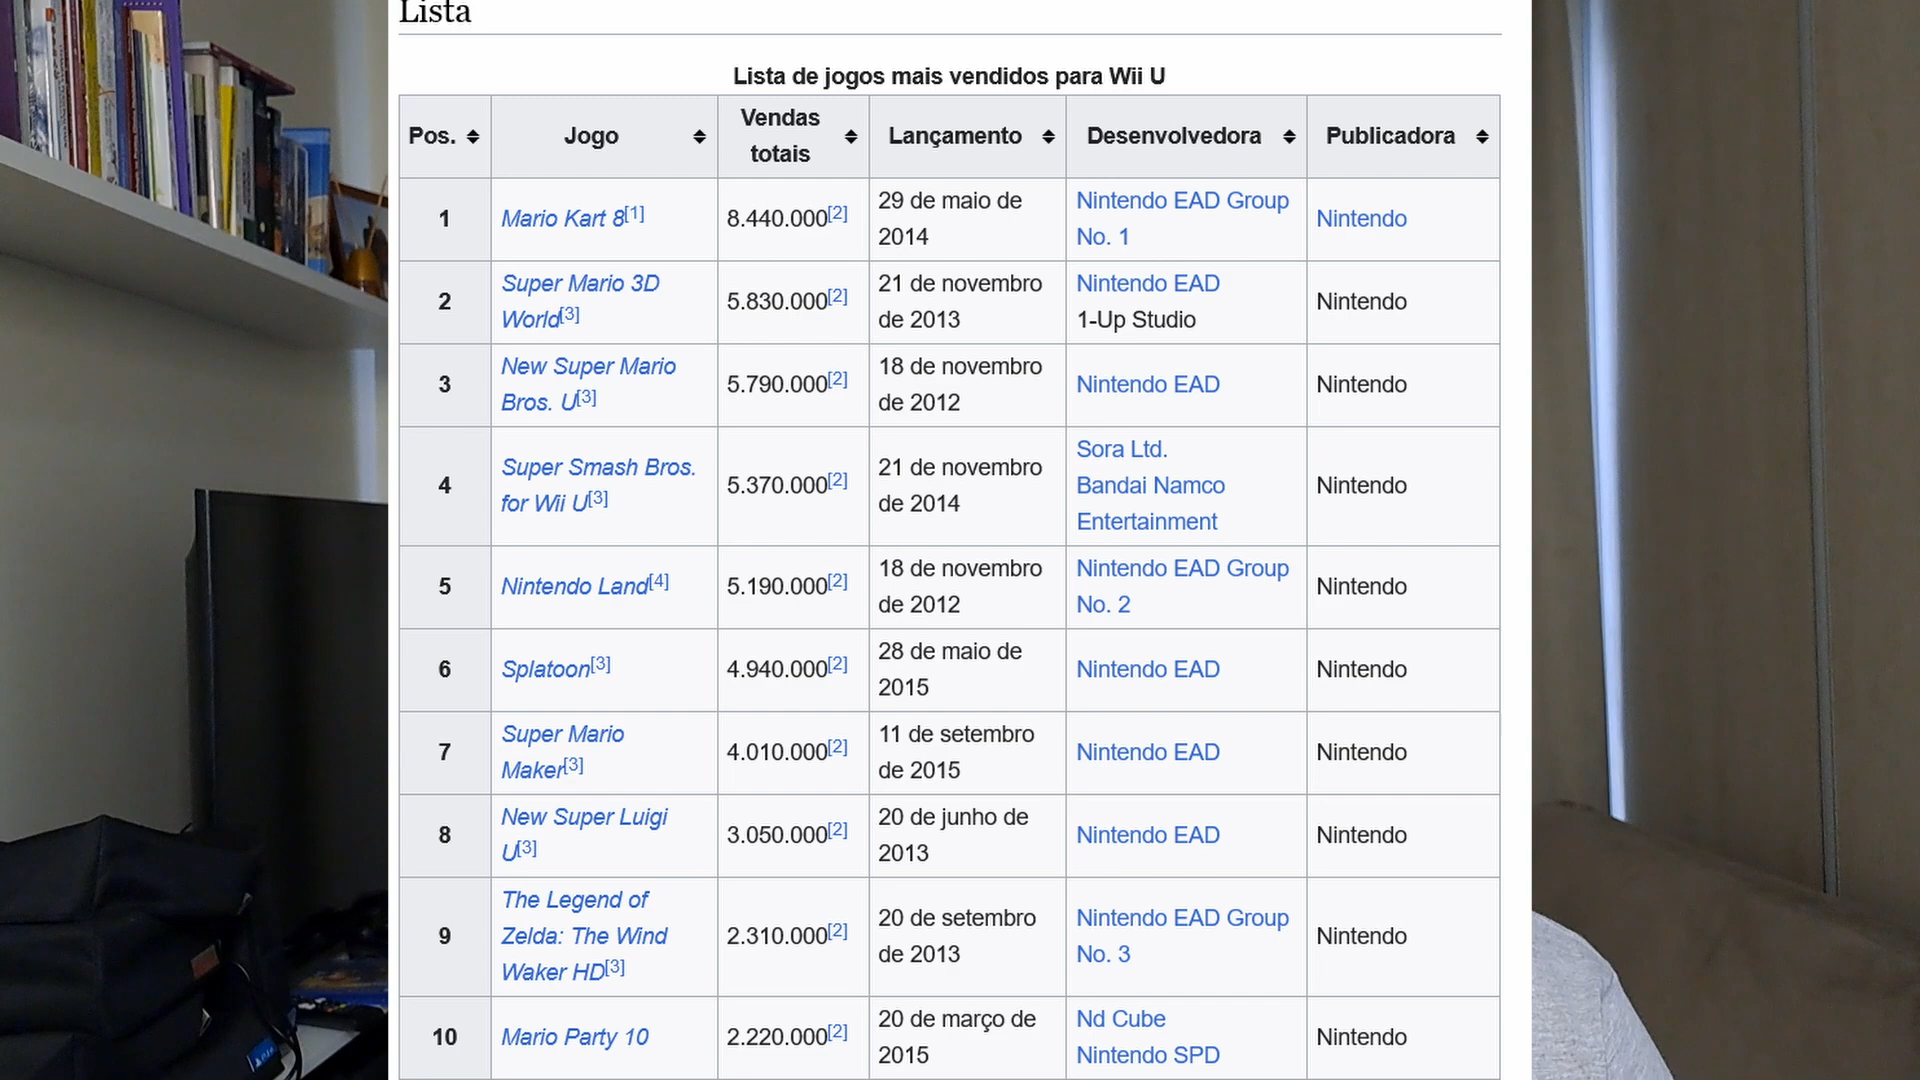 Lista
Lista de jogos mais vendidos para Wii U
Pos. Jogo Vendas totais Lançamento Desenvolvedora Publicadora
1 Mario Kart 8[1] 8.440.000[2] 29 de maio de 2014 Nintendo EAD Group No. 1 Nintendo
2 Super Mario 3D World[3] 5.830.000[2] 21 de novembro de 2013 Nintendo EAD 1-Up Studio Nintendo
3 New Super Mario Bros. U[3] 5.790.000[2] 18 de novembro de 2012 Nintendo EAD Nintendo
4 Super Smash Bros. for Wii U[3] 5.370.000[2] 21 de novembro de 2014 Sora Ltd. Bandai Namco Entertainment Nintendo
5 Nintendo Land[4] 5.190.000[2] 18 de novembro de 2012 Nintendo EAD Group No. 2 Nintendo
6 Splatoon[3] 4.940.000[2] 28 de maio de 2015 Nintendo EAD Nintendo
7 Super Mario Maker[3] 4.010.000[2] 11 de setembro de 2015 Nintendo EAD Nintendo
8 New Super Luigi U[3] 3.050.000[2] 20 de junho de 2013 Nintendo EAD Nintendo
9 The Legend of Zelda: The Wind Waker HD[3] 2.310.000[2] 20 de setembro de 2013 Nintendo EAD Group No. 3 Nintendo
10 Mario Party 10 2.220.000[2] 20 de março de 2015 Nd Cube Nintendo SPD Nintendo